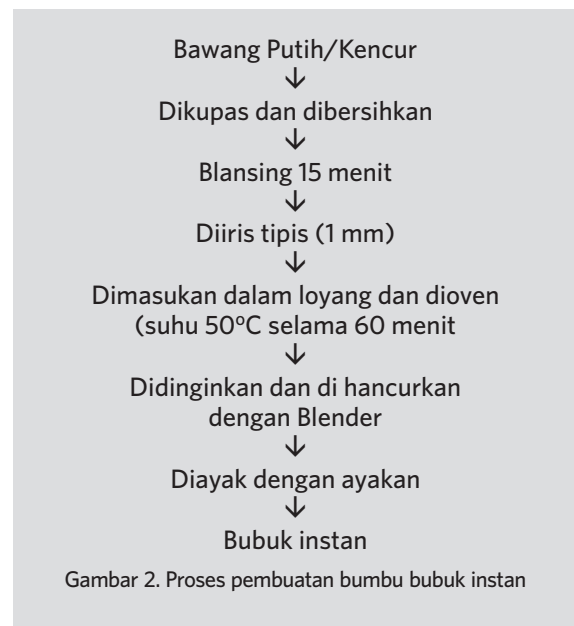 Bawang Putih/Kencur
↓
Dikupas dan dibersihkan
↓
Blansing 15 menit
↓
Diiris tipis (1 mm)
↓
Dimasukan dalam loyang dan dioven
(suhu 50°C selama 60 menit
↓
Didinginkan dan di hancurkan
dengan Blender
↓
Diayak dengan ayakan
↓
Bubuk instan
Gambar 2. Proses pembuatan bumbu bubuk instan